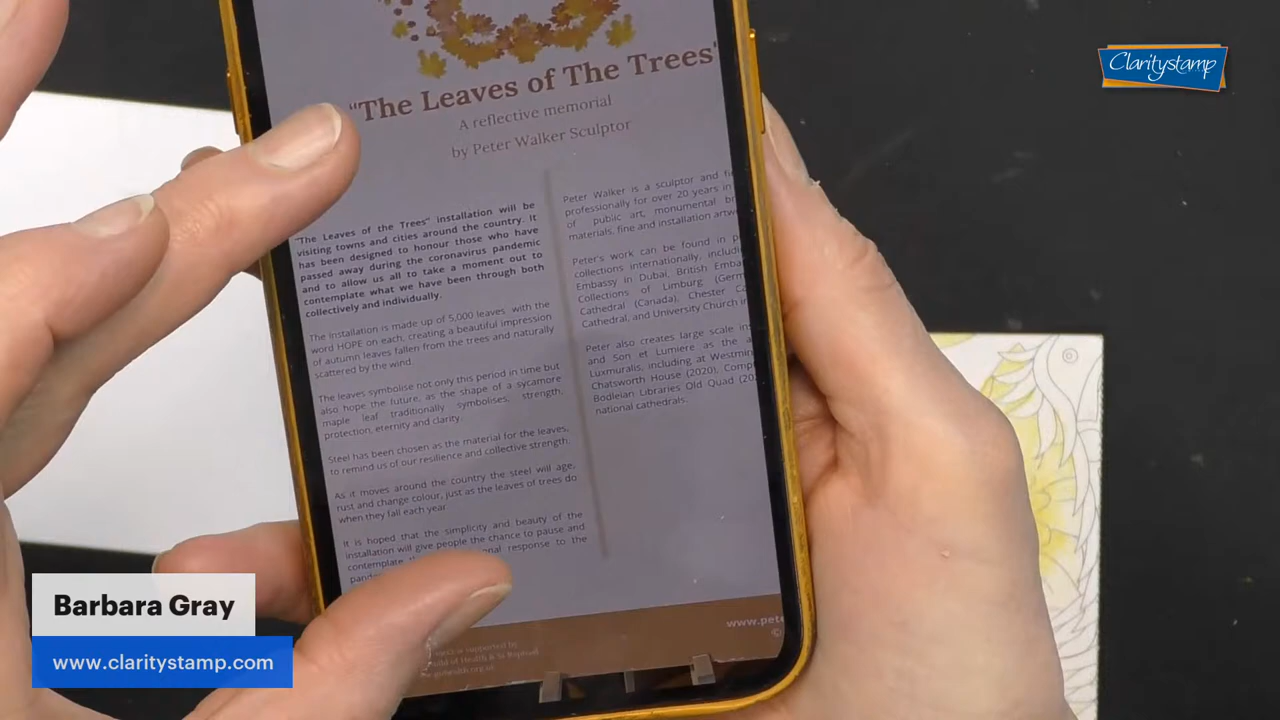 Claritystamp
"The Leaves of The Trees"
A reflective memorial
by Peter Walker Sculptor
"The Leaves of the Trees" installation will be
visiting towns and cities around the country. It
has been designed to honour those who have
passed away during the coronavirus pandemic
and to allow us all to take a moment out to
contemplate what we have been through both
collectively and individually.
The installation is made up of 5,000 leaves with the
word HOPE on each, creating a beautiful impression
of autumn leaves fallen from the trees and naturally
scattered by the wind.
The leaves symbolise not only this period in time but
also hope the future, as the shape of a sycamore
maple leaf traditionally symbolises, strength,
protection, eternity and clarity.
Steel has been chosen as the material for the leaves,
to remind us of our resilience and collective strength.
As it moves around the country the steel will age,
rust and change colour, just as the leaves of trees do
when they fall each year.
It is hoped that the simplicity and beauty of the
installation will give people the chance to pause and
contemplate response to the
Peter Walker is a sculptor and
professionally for over 20 years in
of public art, monumental
materials, fine and installation
Peter's work can be found in
collections internationally,
Embassy in Dubai, British
Collections of Limburg
Cathedral (Canada), Chester
Cathedral, and University Church
Peter also creates large scale
and Son et Lumiere as the
Luxmuralis, including at
Chatsworth House (2020),
Bodleian Libraries Old Quad
national cathedrals.
is supported by
of Health & St
Barbara Gray
www.claritystamp.com